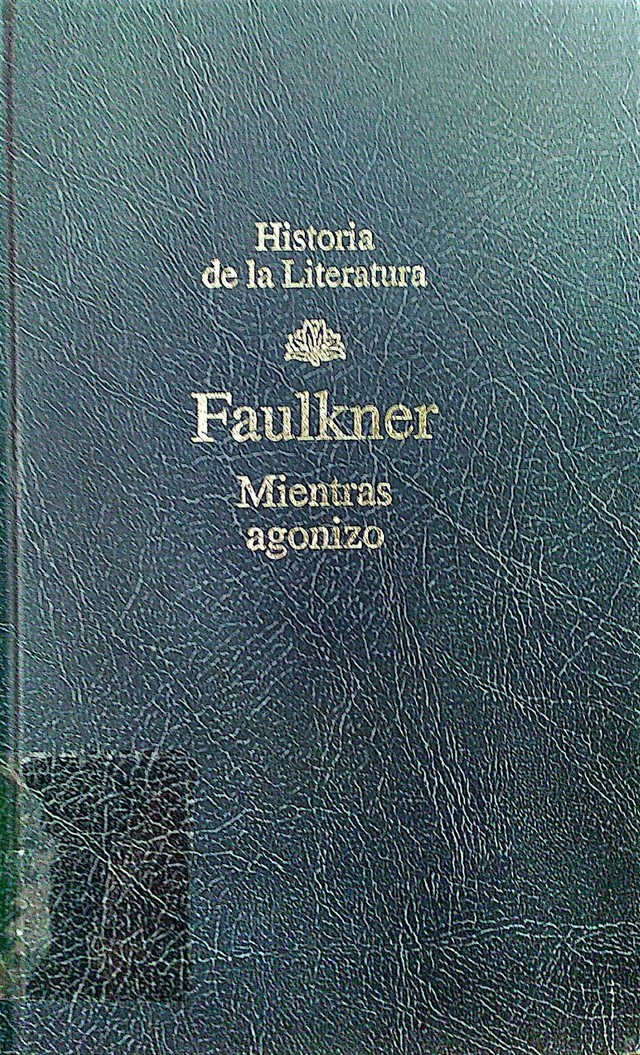 Historia
de la Literatura
Faulkner
Mientras
agonizo